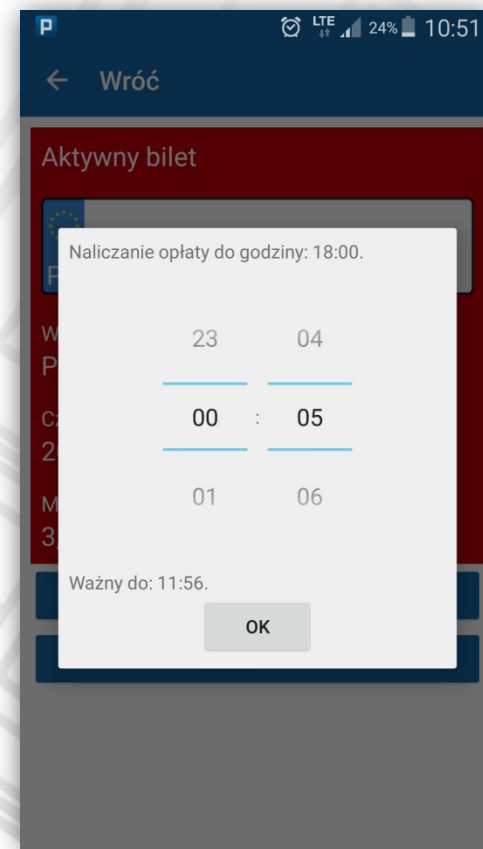 P LTE 24% 10:51
Wróć
Aktywny bilet
P
Naliczanie opłaty do godziny: 18:00.
23 04
00 : 05
01 06
Ważny do: 11:56.
OK